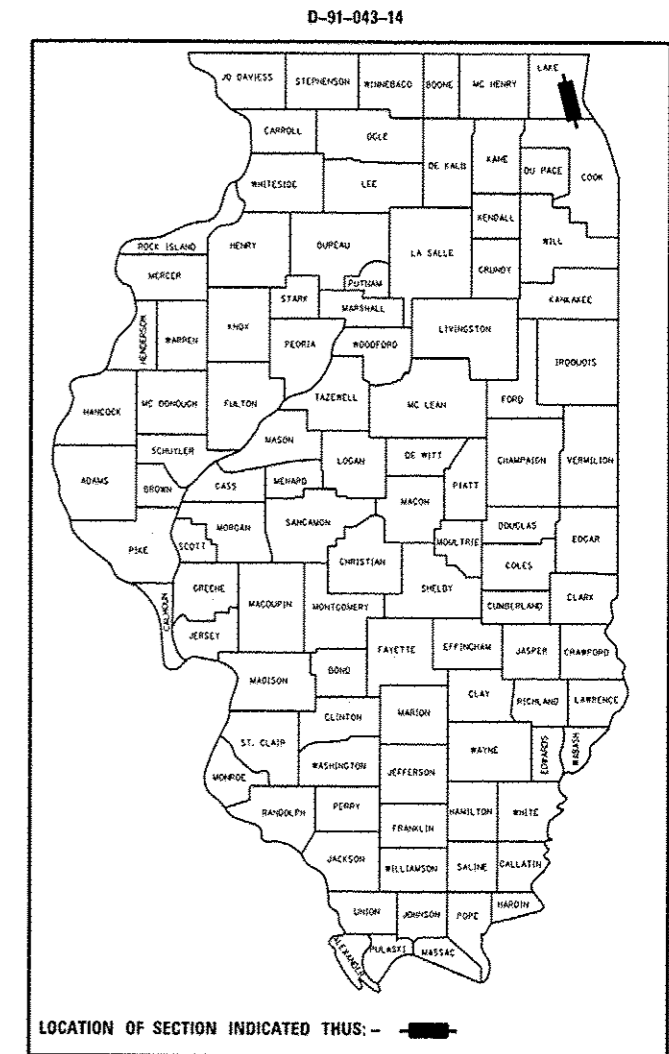 D-91-043-14
JO DAVIESS STEPHENSON WINNEBAGO BOONE MC HENRY LAKE
CARROLL OGLE
DE KALB KANE DU PAGE COOK
WHITESIDE LEE
KENDALL
ROCK ISLAND HENRY BUREAU LA SALLE GRUNDY WILL
MERCER PUTNAM KANKAKEE
STARK MARSHALL
HENDERSON WARREN KNOX PEORIA WOODFORD LIVINGSTON
IROQUOIS
HANCOCK MC DONOUGH FULTON TAZEWELL MC LEAN FORD
MASON
SCHUYLER LOGAN DE WITT CHAMPAIGN VERMILION
ADAMS BROWN CASS MENARD MACON PIATT
MORGAN SANGAMON DOUGLAS
PIKE SCOTT CHRISTIAN MOULTRIE EDGAR
COLES
GREENE MACOUPIN MONTGOMERY SHELBY CUMBERLAND CLARK
CALHOUN JERSEY
FAYETTE EFFINGHAM JASPER CRAWFORD
MADISON BOND
CLAY RICHLAND LAWRENCE
CLINTON MARION
ST. CLAIR WAYNE EDWARDS WABASH
MONROE WASHINGTON JEFFERSON
RANDOLPH PERRY HAMILTON WHITE
FRANKLIN
JACKSON WILLIAMSON SALINE GALLATIN
UNION JOHNSON POPE HARDIN
ALEXANDER PULASKI MASSAC
LOCATION OF SECTION INDICATED THUS: -